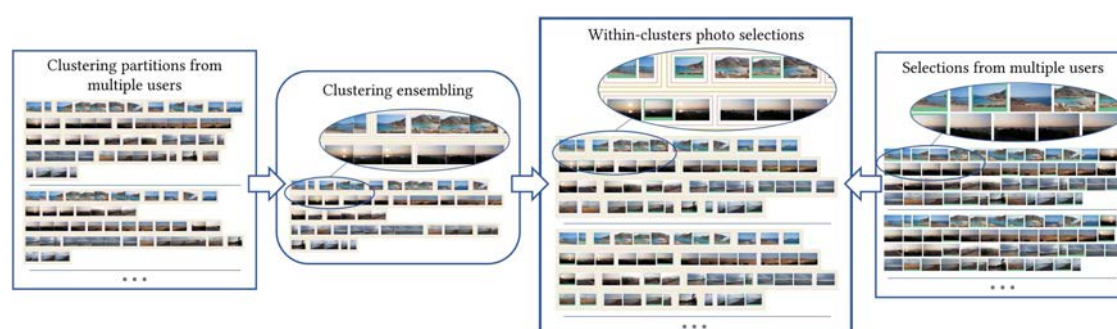 Clustering partitions from
multiple users
Clustering ensembling
Within-clusters photo selections
Selections from multiple users